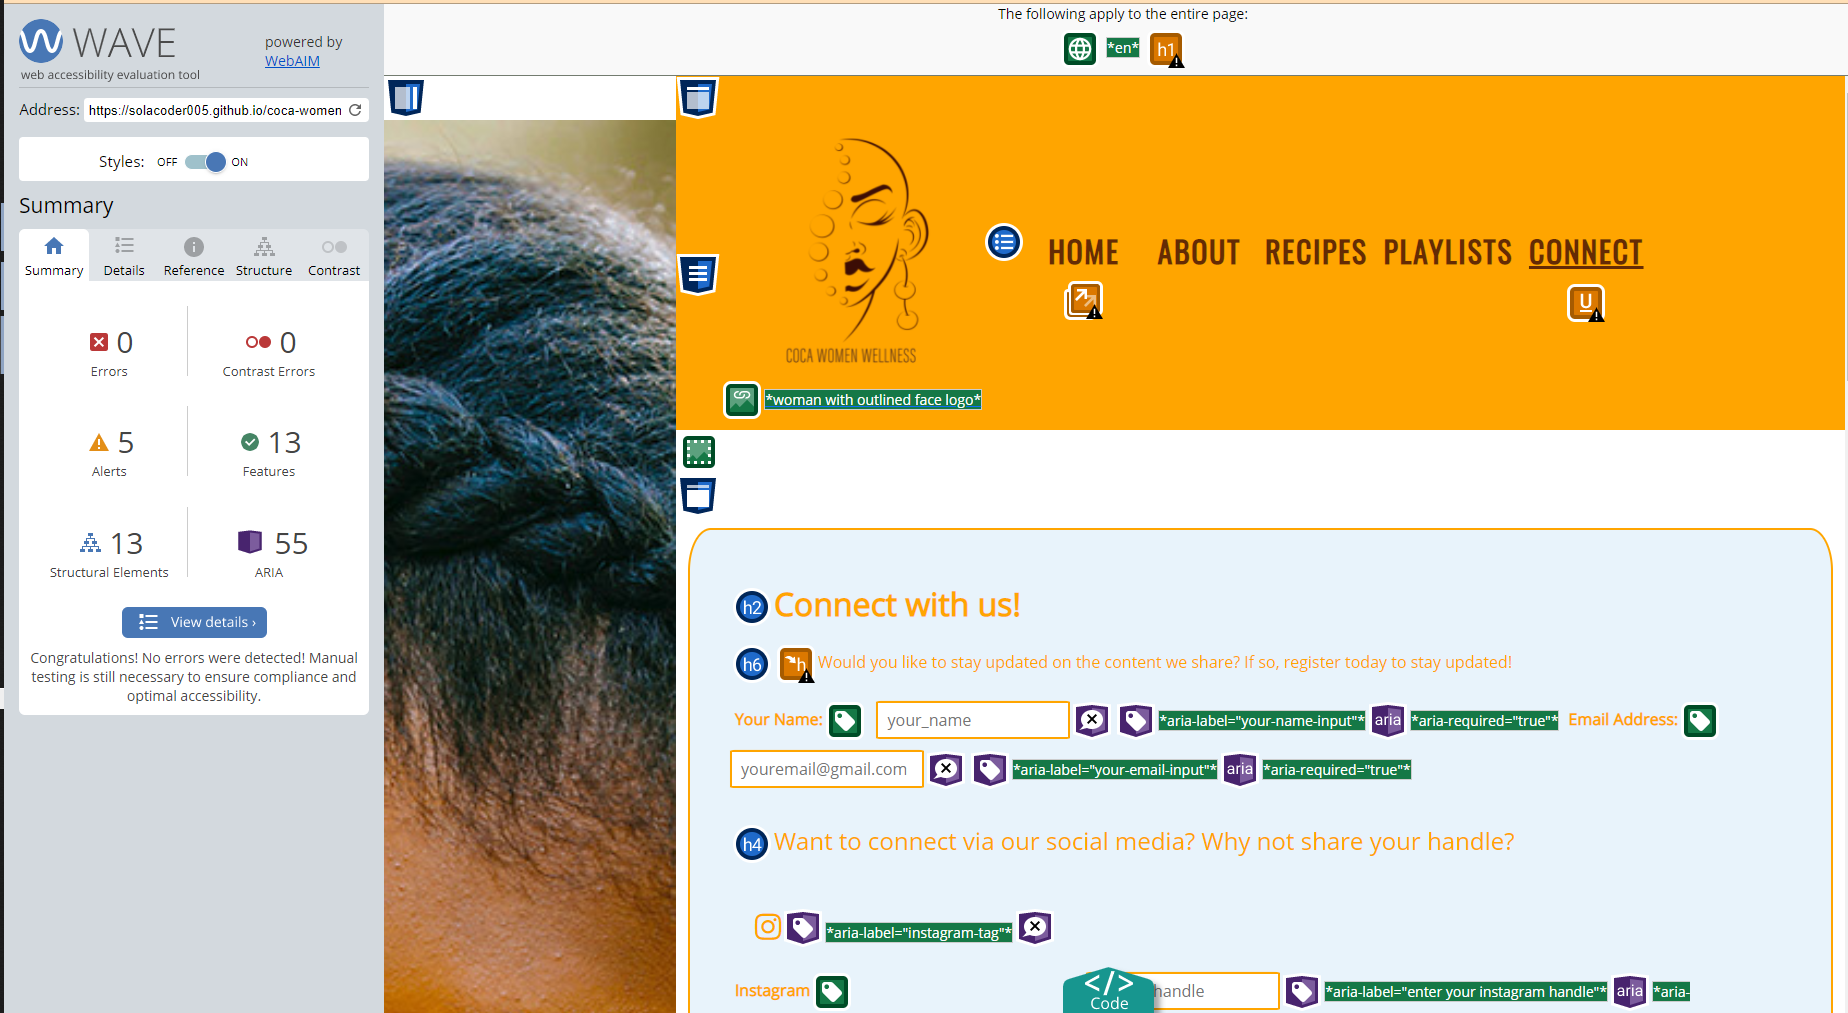 WAVE
web accessibility evaluation tool
powered by
WebAIM
Address: https://solacoder005.github.io/coca-women
Styles: OFF ON
Summary
Summary Details Reference Structure Contrast
0 0
Errors Contrast Errors
5 13
Alerts Features
13 55
Structural Elements ARIA
View details ›
Congratulations! No errors were detected! Manual
testing is still necessary to ensure compliance and
optimal accessibility.
The following apply to the entire page:
*en* h1
HOME ABOUT RECIPES PLAYLISTS CONNECT
U
COCA WOMEN WELLNESS
*woman with outlined face logo*
h2 Connect with us!
h6 h Would you like to stay updated on the content we share? If so, register today to stay updated!
Your Name: your_name *aria-label="your-name-input"* aria *aria-required="true"* Email Address:
youremail@gmail.com *aria-label="your-email-input"* aria *aria-required="true"*
h4 Want to connect via our social media? Why not share your handle?
*aria-label="instagram-tag"*
Instagram handle *aria-label="enter your instagram handle"* aria *aria-
</> Code